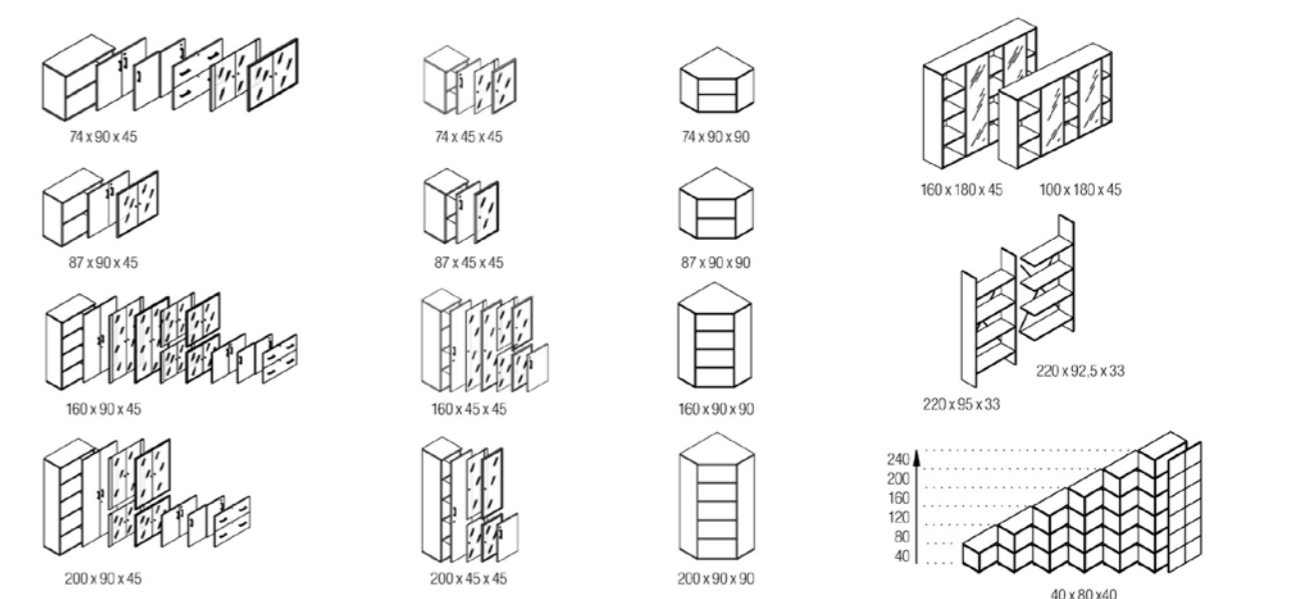 74 x 90 x 45
74 x 45 x 45
74 x 90 x 90
160 x 180 x 45
100 x 180 x 45
87 x 90 x 45
87 x 45 x 45
87 x 90 x 90
220 x 92,5 x 33
220 x 95 x 33
160 x 90 x 45
160 x 45 x 45
160 x 90 x 90
240
200
160
120
80
40
200 x 90 x 45
200 x 45 x 45
200 x 90 x 90
40 x 80 x40